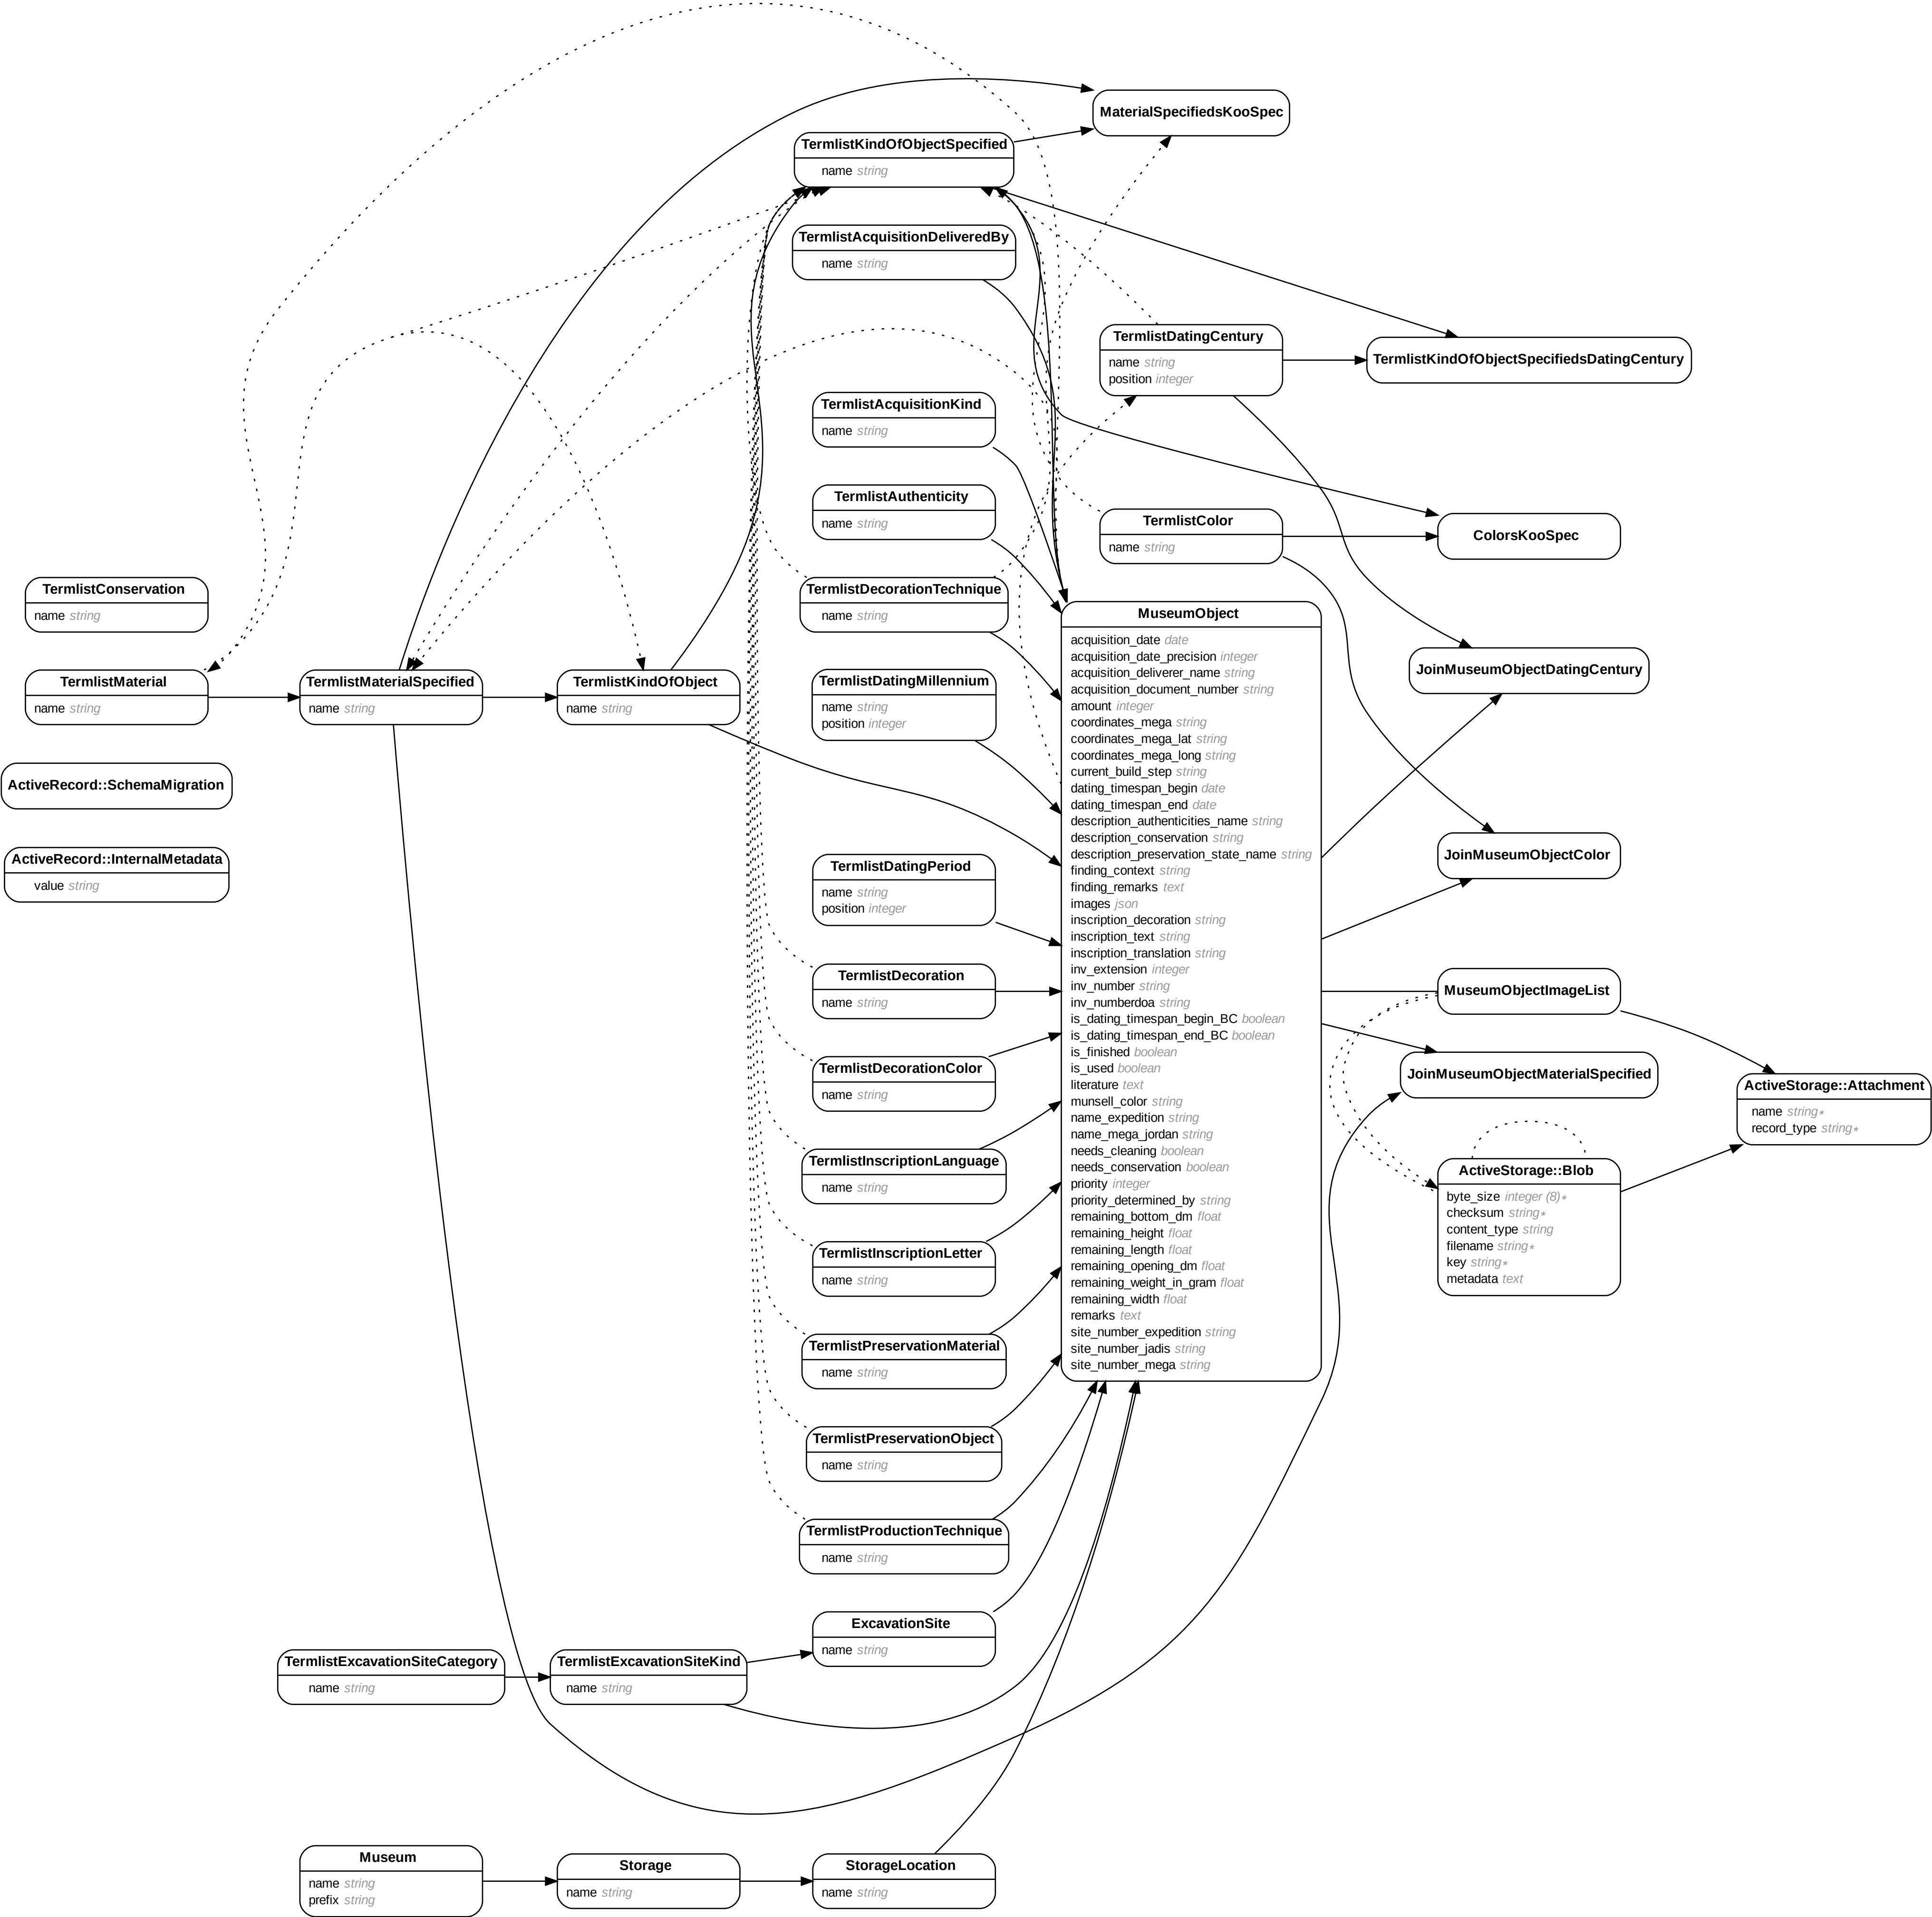 MaterialSpecifiedsKooSpec
TermlistKindOfObjectSpecified
name string
TermlistAcquisitionDeliveredBy
name string
TermlistDatingCentury
name string
position integer
TermlistKindOfObjectSpecifiedsDatingCentury
TermlistAcquisitionKind
name string
TermlistAuthenticity
name string
TermlistColor
name string
ColorsKooSpec
TermlistConservation
name string
TermlistDecorationTechnique
name string
TermlistMaterial
name string
TermlistMaterialSpecified
name string
TermlistKindOfObject
name string
TermlistDatingMillennium
name string
position integer
JoinMuseumObjectDatingCentury
ActiveRecord::SchemaMigration
ActiveRecord::InternalMetadata
value string
TermlistDatingPeriod
name string
position integer
TermlistDecoration
name string
TermlistDecorationColor
name string
TermlistInscriptionLanguage
name string
TermlistInscriptionLetter
name string
TermlistPreservationMaterial
name string
TermlistPreservationObject
name string
TermlistProductionTechnique
name string
MuseumObject
acquisition_date date
acquisition_date_precision integer
acquisition_deliverer_name string
acquisition_document_number string
amount integer
coordinates_mega string
coordinates_mega_lat string
coordinates_mega_long string
current_build_step string
dating_timespan_begin date
dating_timespan_end date
description_authenticities_name string
description_conservation string
description_preservation_state_name string
finding_context string
finding_remarks text
images json
inscription_decoration string
inscription_text string
inscription_translation string
inv_extension integer
inv_number string
inv_numberdoa string
is_dating_timespan_begin_BC boolean
is_dating_timespan_end_BC boolean
is_finished boolean
is_used boolean
literature text
munsell_color string
name_expedition string
name_mega_jordan string
needs_cleaning boolean
needs_conservation boolean
priority integer
priority_determined_by string
remaining_bottom_dm float
remaining_height float
remaining_length float
remaining_opening_dm float
remaining_weight_in_gram float
remaining_width float
remarks text
site_number_expedition string
site_number_jadis string
site_number_mega string
JoinMuseumObjectColor
MuseumObjectImageList
JoinMuseumObjectMaterialSpecified
ActiveStorage::Attachment
name string∗
record_type string∗
ActiveStorage::Blob
byte_size integer (8)∗
checksum string∗
content_type string
filename string∗
key string∗
metadata text
ExcavationSite
name string
TermlistExcavationSiteCategory
name string
TermlistExcavationSiteKind
name string
Museum
name string
prefix string
Storage
name string
StorageLocation
name string